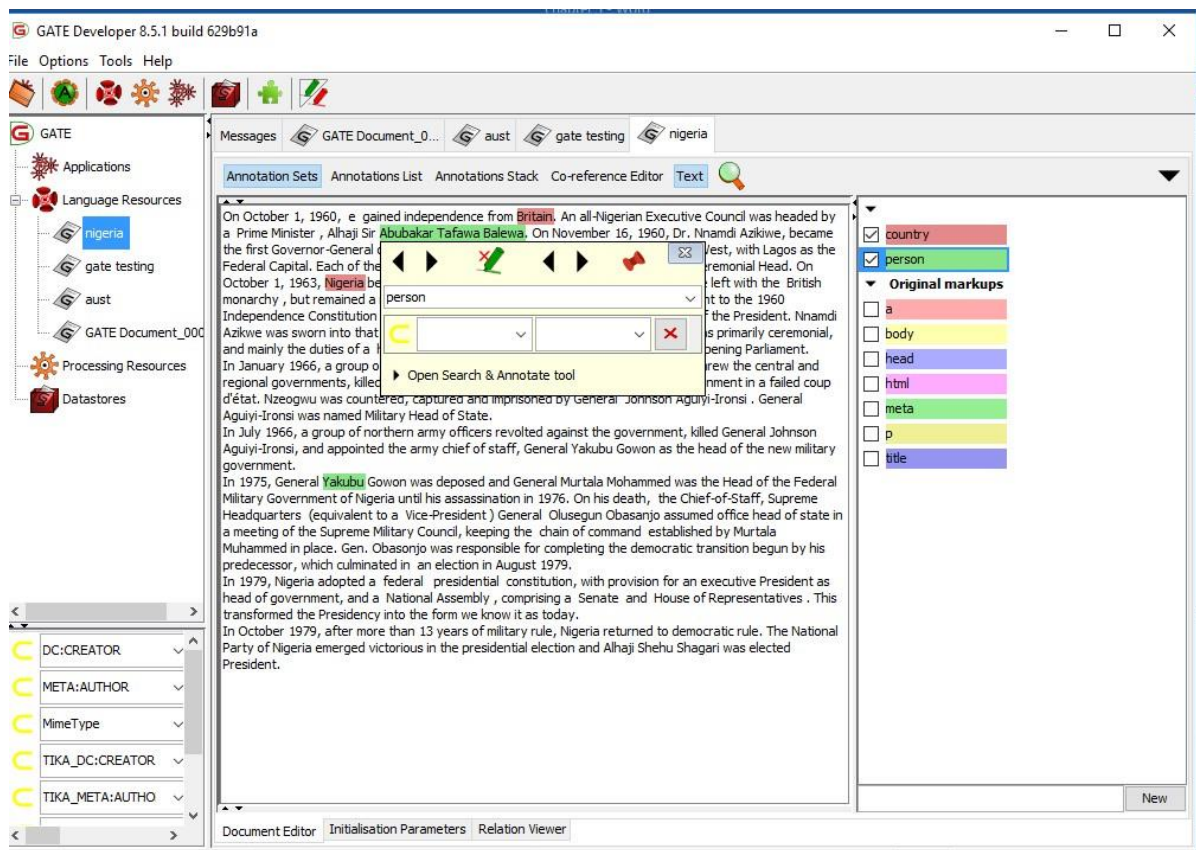 GATE Developer 8.5.1 build 629b91a
File Options Tools Help
GATE
Applications
Language Resources
nigeria
gate testing
aust
GATE Document_000
Processing Resources
Datastores
DC:CREATOR
META:AUTHOR
MimeType
TIKA_DC:CREATOR
TIKA_META:AUTHO
Messages GATE Document_0... aust gate testing nigeria
Annotation Sets Annotations List Annotations Stack Co-reference Editor Text
On October 1, 1960, e gained independence from Britain. An all-Nigerian Executive Council was headed by
a Prime Minister , Alhaji Sir Abubakar Tafawa Balewa. On November 16, 1960, Dr. Nnamdi Azikiwe, became
the first Governor-General West, with Lagos as the
Federal Capital. Each of the eremonial Head. On
October 1, 1963, Nigeria be left with the British
monarchy , but remained a nt to the 1960
Independence Constitution f the President. Nnamdi
Azikwe was sworn into that s primarily ceremonial,
and mainly the duties of a pening Parliament.
In January 1966, a group o rew the central and
regional governments, killed nment in a failed coup
d'état. Nzeogwu was countered, captured and imprisoned by General Johnson Aguiyi-Ironsi . General
Aguiyi-Ironsi was named Military Head of State.
In July 1966, a group of northern army officers revolted against the government, killed General Johnson
Aguiyi-Ironsi, and appointed the army chief of staff, General Yakubu Gowon as the head of the new military
government.
In 1975, General Yakubu Gowon was deposed and General Murtala Mohammed was the Head of the Federal
Military Government of Nigeria until his assassination in 1976. On his death, the Chief-of-Staff, Supreme
Headquarters (equivalent to a Vice-President ) General Olusegun Obasanjo assumed office head of state in
a meeting of the Supreme Military Council, keeping the chain of command established by Murtala
Muhammed in place. Gen. Obasonjo was responsible for completing the democratic transition begun by his
predecessor, which culminated in an election in August 1979.
In 1979, Nigeria adopted a federal presidential constitution, with provision for an executive President as
head of government, and a National Assembly , comprising a Senate and House of Representatives . This
transformed the Presidency into the form we know it as today.
In October 1979, after more than 13 years of military rule, Nigeria returned to democratic rule. The National
Party of Nigeria emerged victorious in the presidential election and Alhaji Shehu Shagari was elected
President.
person
Open Search & Annotate tool
country
person
Original markups
a
body
head
html
meta
p
title
New
Document Editor Initialisation Parameters Relation Viewer